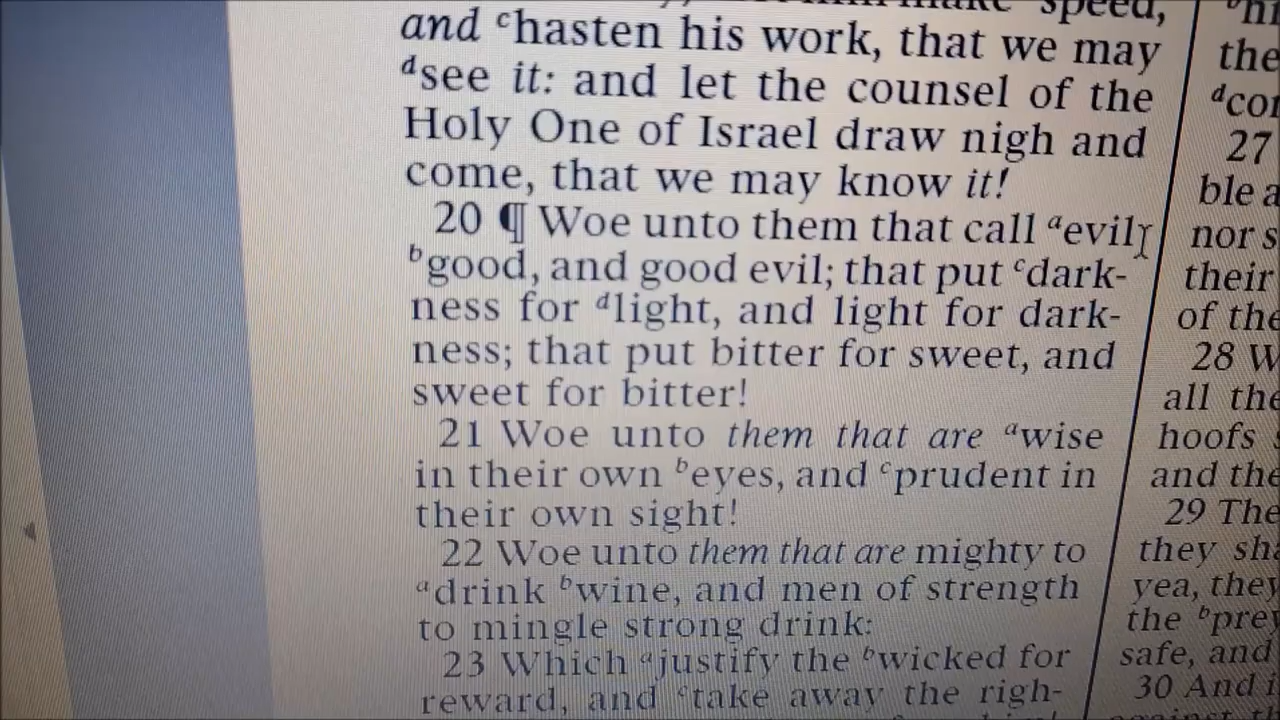 speed,
and ᶜhasten his work, that we may
ᵈsee it: and let the counsel of the
Holy One of Israel draw nigh and
come, that we may know it!
20 ¶ Woe unto them that call ᵃevil
ᵇgood, and good evil; that put ᶜdark-
ness for ᵈlight, and light for dark-
ness; that put bitter for sweet, and
sweet for bitter!
21 Woe unto them that are ᵃwise
in their own ᵇeyes, and ᶜprudent in
their own sight!
22 Woe unto them that are mighty to
ᵃdrink ᵇwine, and men of strength
to mingle strong drink:
23 Which ᵃjustify the ᵇwicked for
reward, and ᶜtake away the righ-
the
27
ble a
nor s
their
of the
28 W
all the
hoofs
and the
29 The
they sh
yea, they
the ᵇprey
safe, and
30 And i